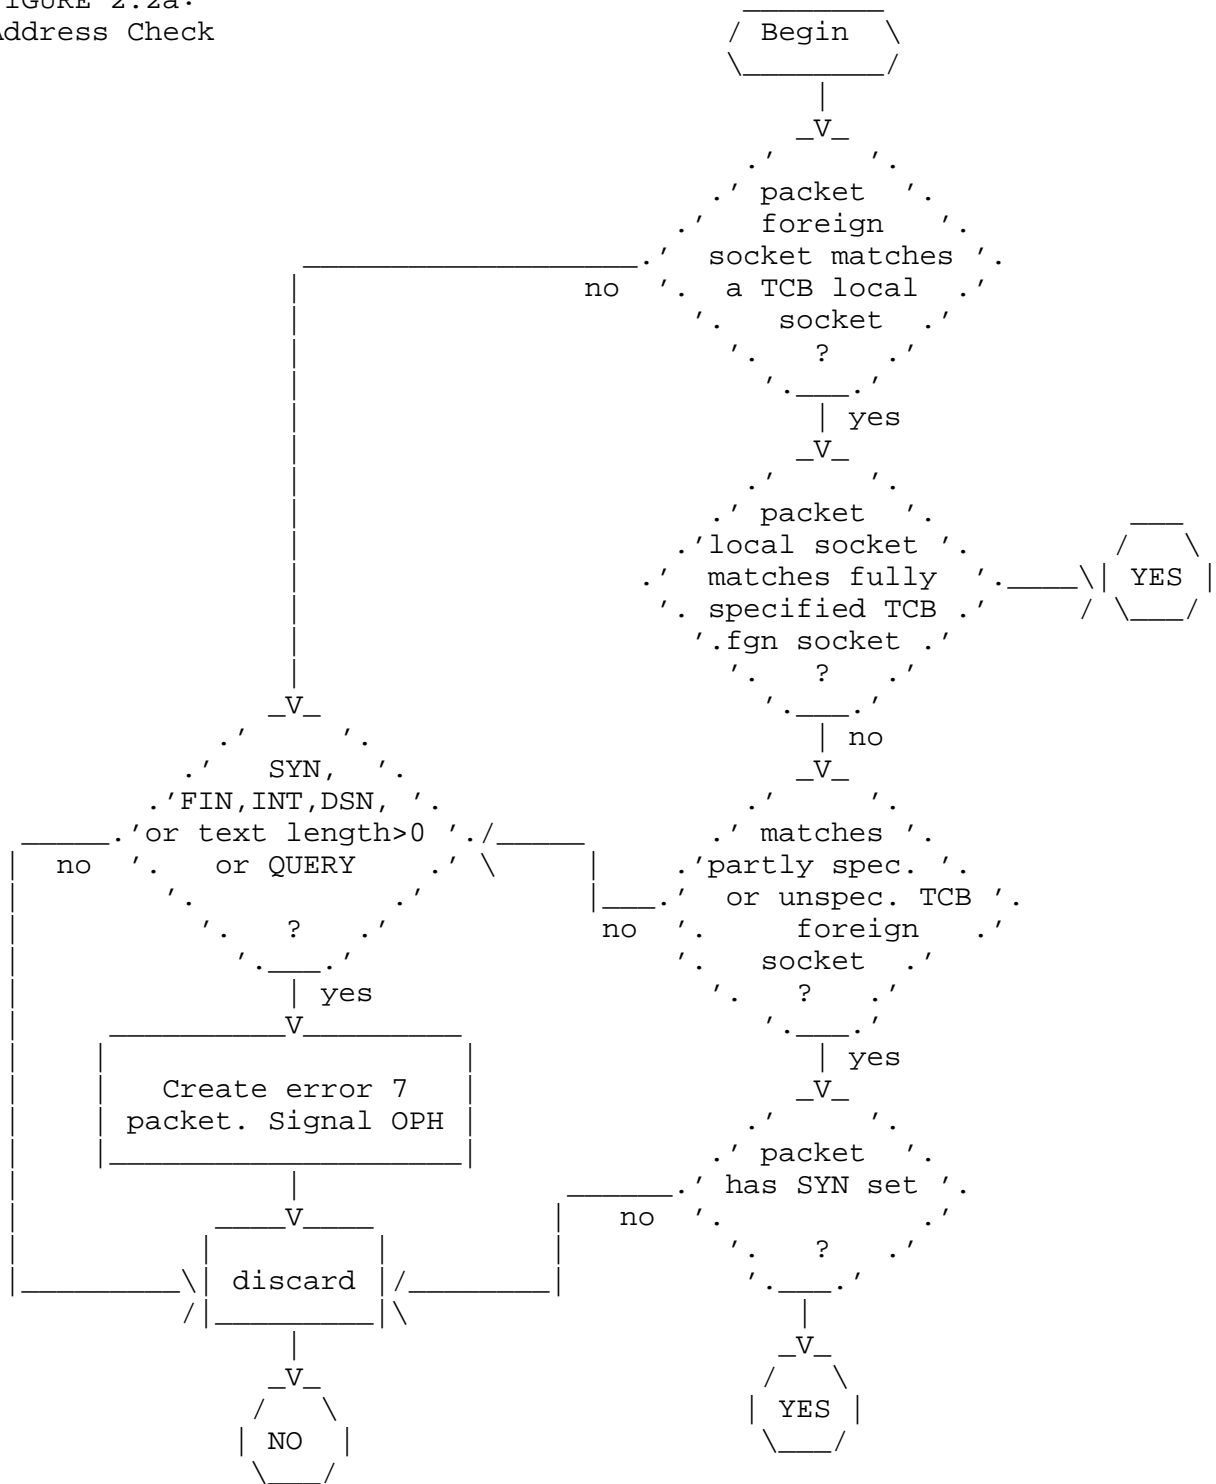 FIGURE 2.2a:
Address Check
Begin
packet
foreign
socket matches
no a TCB local
socket
?
yes
packet
local socket
matches fully YES
specified TCB
fgn socket
?
no
SYN,
FIN,INT,DSN,
or text length>0 matches
no or QUERY partly spec.
or unspec. TCB
? no foreign
socket
yes ?
yes
Create error 7
packet. Signal OPH
packet
has SYN set
no
?
discard
YES
NO